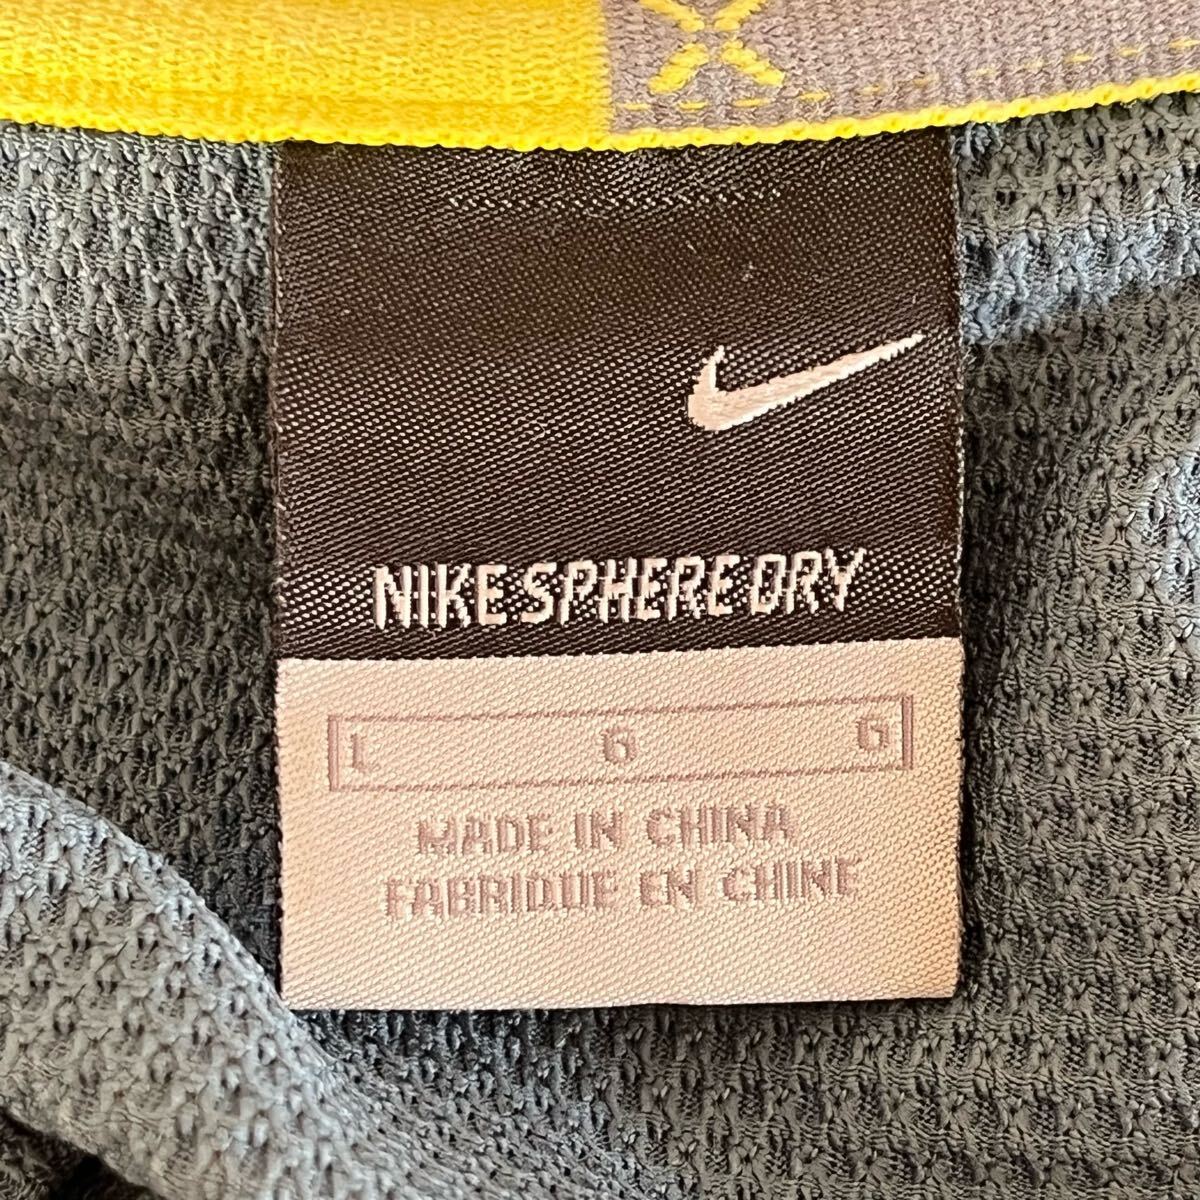 NIKE SPHERE DRY
L G G
MADE IN CHINA
FABRIQUE EN CHINE